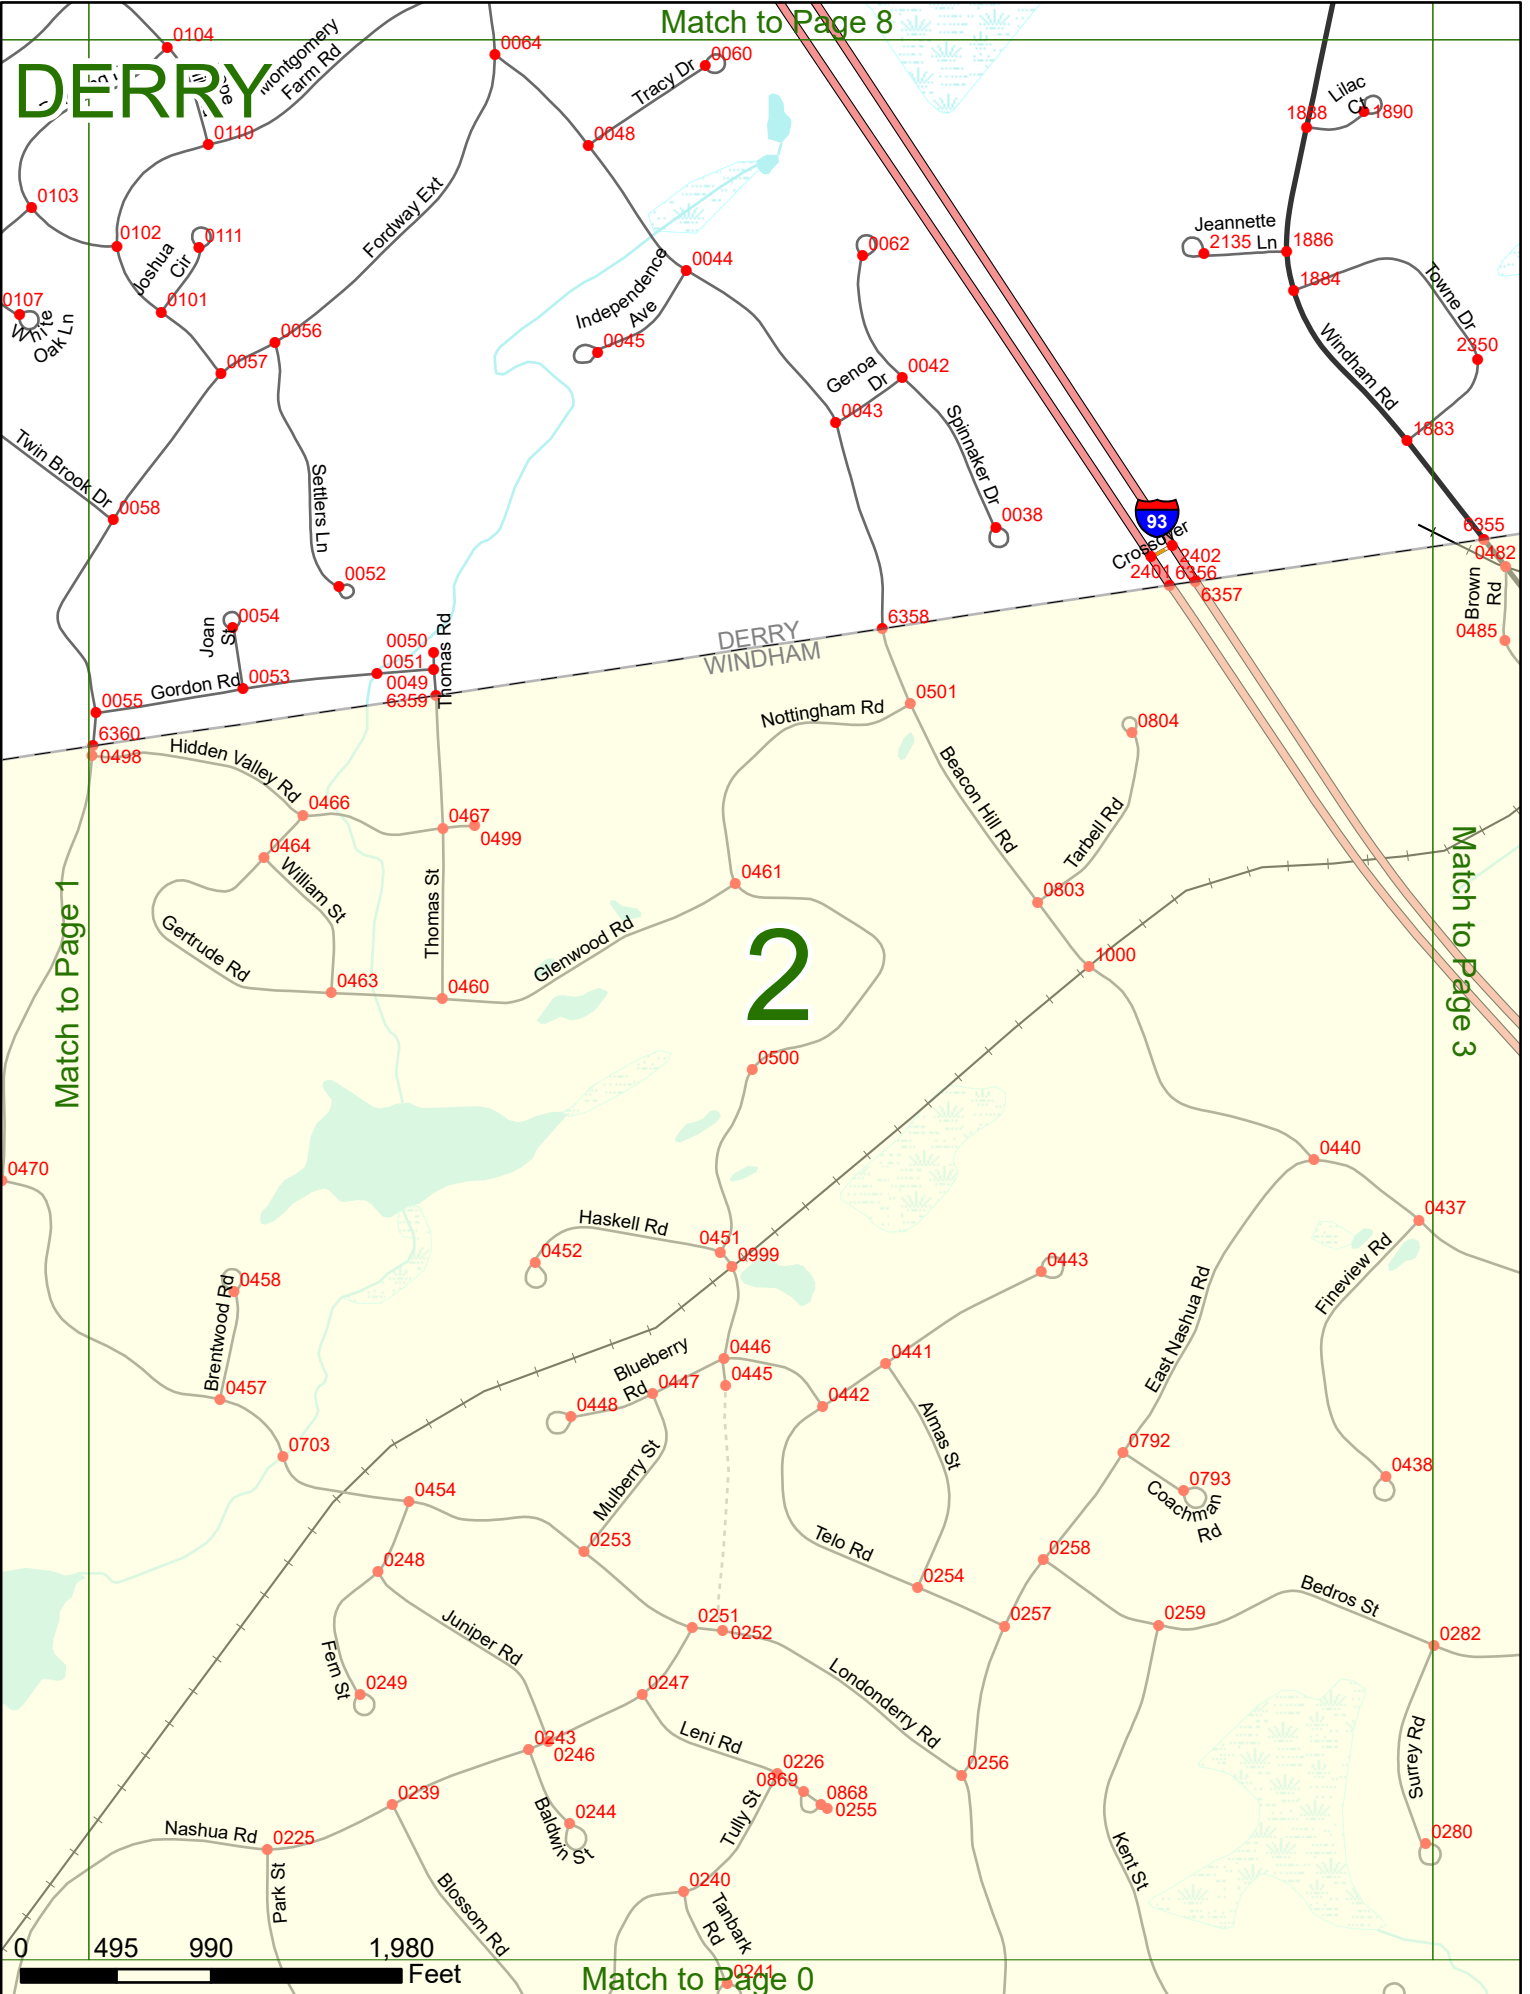 Match to Page 8
DERRY
0104
Montgomery
Farm Rd
0064
0060
Tracy Dr
Lilac
Ct
1888
1890
0110
0048
0103
Fordway Ext
0102
Joshua
Cir
0111
0044
0062
Jeannette
Ln
2135
1886
0107
White
Oak Ln
0101
Independence
Ave
1884
Towne Dr
0056
0045
0057
Genoa
Dr
0042
Windham Rd
2350
0043
Spinnaker Dr
1883
Twin Brook Dr
0058
Settlers Ln
0038
93
Crossover
2402
2401
6356
6357
6355
0482
Brown
Rd
0485
0052
0054
Joan
St
0050
0051
0049
6359
Thomas Rd
DERRY
WINDHAM
6358
Gordon Rd
0053
0055
6360
0498
Hidden Valley Rd
Nottingham Rd
0501
0804
Beacon Hill Rd
Tarbell Rd
0466
0467
0499
0464
William St
Thomas St
0461
0803
Match to Page 1
Match to Page 3
Gertrude Rd
Glenwood Rd
2
1000
0463
0460
0500
0470
0440
0437
Haskell Rd
0451
0452
0999
0443
Fineview Rd
East Nashua Rd
0458
Brentwood Rd
Blueberry
Rd
0446
0445
0441
0447
0448
0442
0457
Almas St
0703
Mulberry St
0792
0793
Coachman
Rd
0438
0454
0253
Telo Rd
0248
0254
0258
Bedros St
Juniper Rd
0251
0252
0257
0259
0282
Fern St
0249
0247
Londonderry Rd
Leni Rd
Surrey Rd
0243
0246
0226
0869
0868
0255
0256
0239
Baldwin St
0244
Tully St
Nashua Rd
0225
0280
Kent St
Park St
Blossom Rd
0240
Tanbark
Rd
0241
0 495 990 1,980
Feet
Match to Page 0